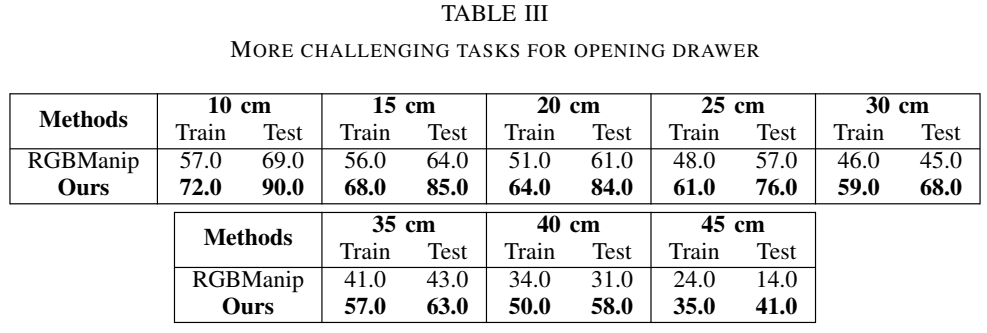 TABLE III
MORE CHALLENGING TASKS FOR OPENING DRAWER
Methods 10 cm 15 cm 20 cm 25 cm 30 cm
Train Test Train Test Train Test Train Test Train Test
RGBManip 57.0 69.0 56.0 64.0 51.0 61.0 48.0 57.0 46.0 45.0
Ours 72.0 90.0 68.0 85.0 64.0 84.0 61.0 76.0 59.0 68.0
Methods 35 cm 40 cm 45 cm
Train Test Train Test Train Test
RGBManip 41.0 43.0 34.0 31.0 24.0 14.0
Ours 57.0 63.0 50.0 58.0 35.0 41.0